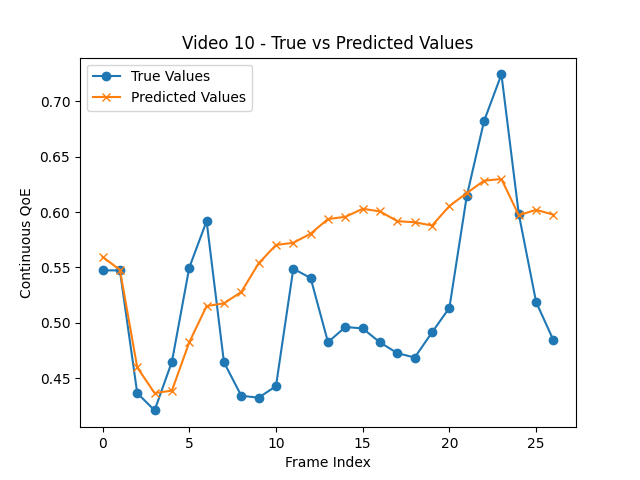 Video 10 - True vs Predicted Values
True Values
Predicted Values
Continuous QoE
0.70
0.65
0.60
0.55
0.50
0.45
0 5 10 15 20 25
Frame Index